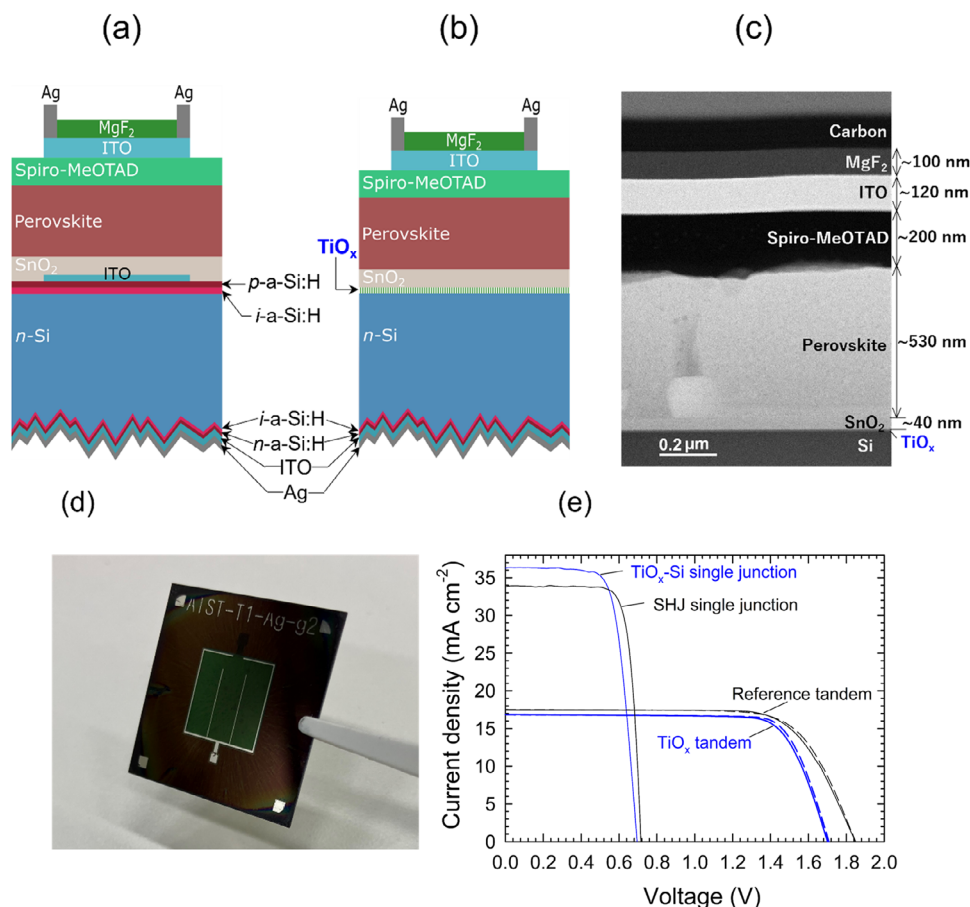 (a)
(b)
(c)
Ag
Ag
MgF₂
ITO
Spiro-MeOTAD
Perovskite
SnO₂
ITO
n-Si
p-a-Si:H
i-a-Si:H
TiOₓ
Ag
Ag
MgF₂
ITO
Spiro-MeOTAD
Perovskite
SnO₂
n-Si
i-a-Si:H
n-a-Si:H
ITO
Ag
Carbon
MgF₂
~100 nm
ITO
~120 nm
Spiro-MeOTAD
~200 nm
Perovskite
~530 nm
SnO₂
~40 nm
TiOₓ
Si
0.2 μm
(d)
(e)
AIST-T1-Ag-g2
TiOₓ-Si single junction
SHJ single junction
Reference tandem
TiOₓ tandem
Current density (mA cm⁻²)
35
30
25
20
15
10
5
0
0.0 0.2 0.4 0.6 0.8 1.0 1.2 1.4 1.6 1.8 2.0
Voltage (V)